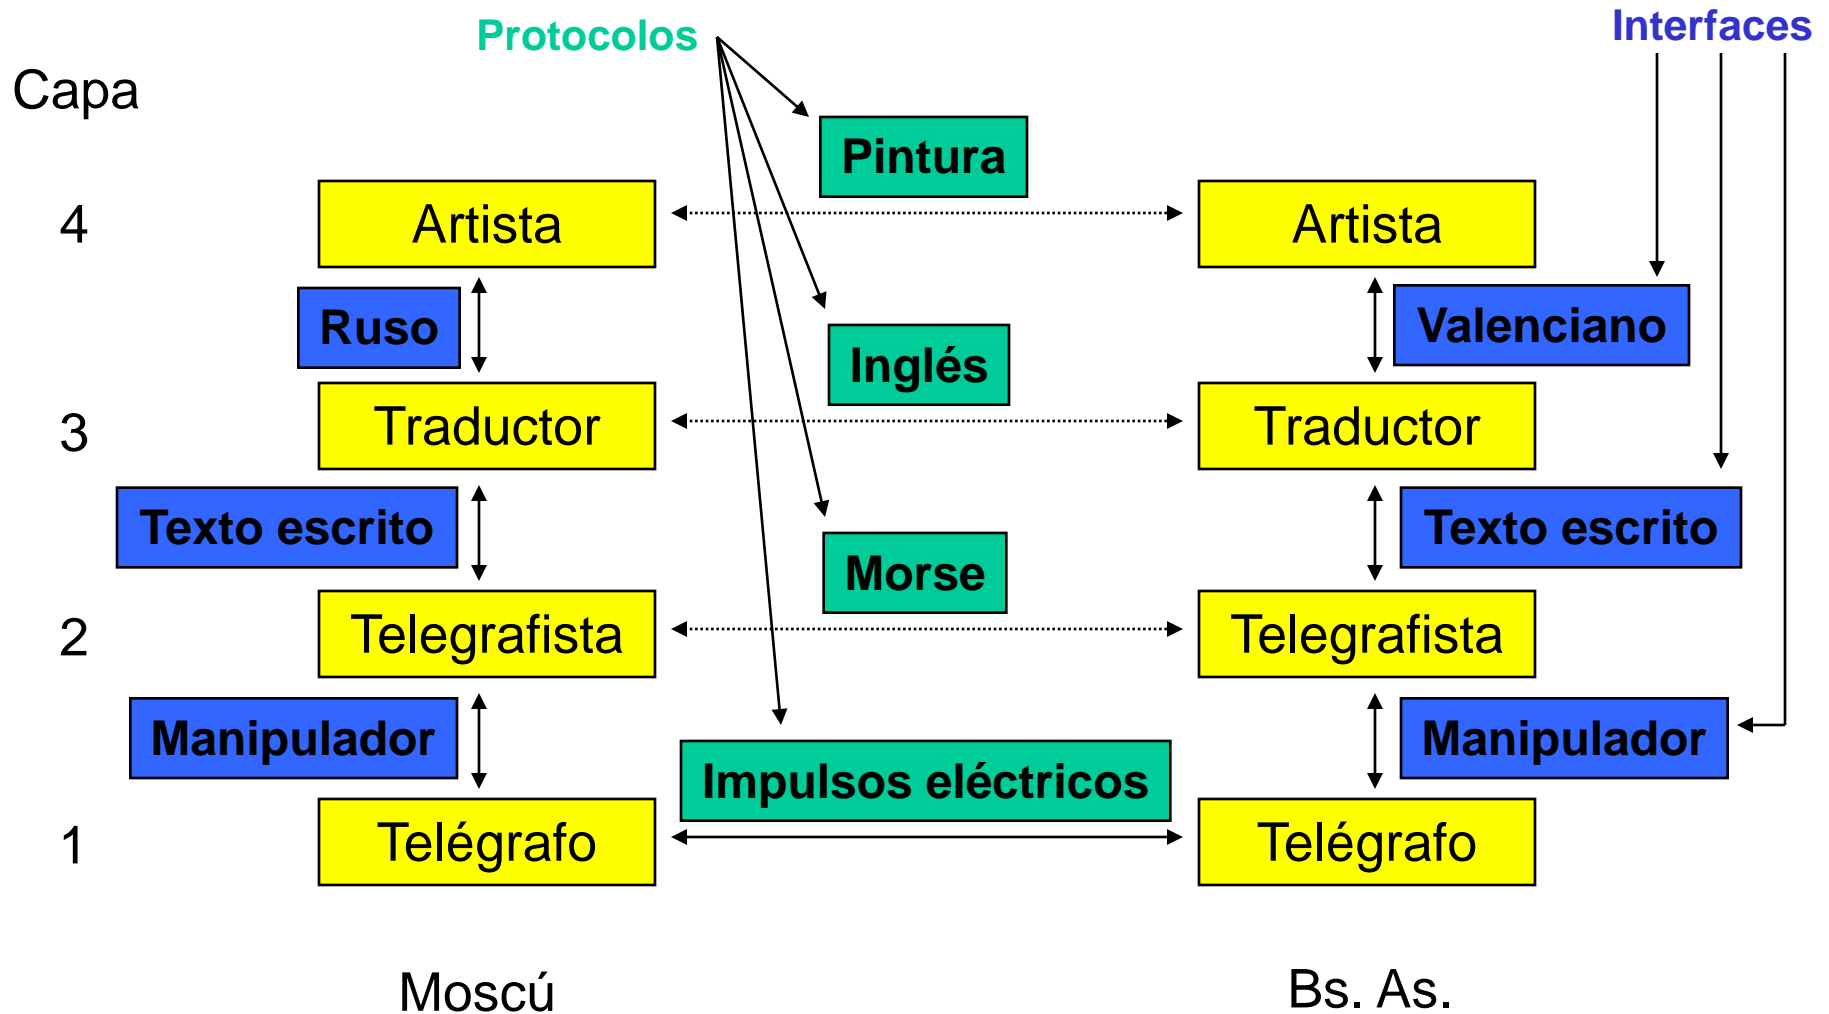 Protocolos
Interfaces
Capa
Pintura
4
Artista
Artista
Ruso
Valenciano
Inglés
3
Traductor
Traductor
Texto escrito
Texto escrito
Morse
2
Telegrafista
Telegrafista
Manipulador
Manipulador
Impulsos eléctricos
1
Telégrafo
Telégrafo
Moscú
Bs. As.